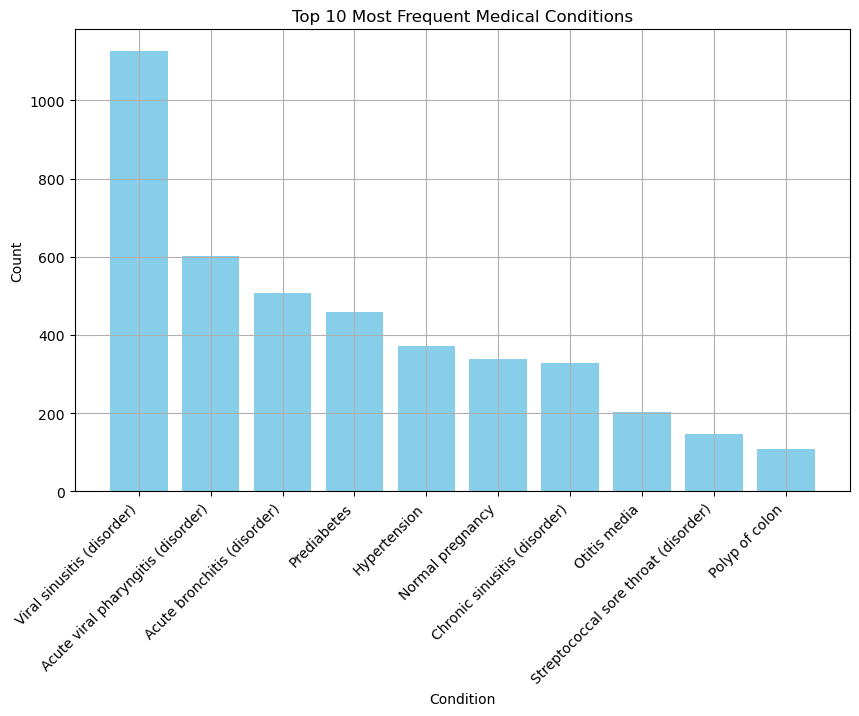 Top 10 Most Frequent Medical Conditions
Count
1000
800
600
400
200
0
Viral sinusitis (disorder)
Acute viral pharyngitis (disorder)
Acute bronchitis (disorder)
Prediabetes
Hypertension
Normal pregnancy
Chronic sinusitis (disorder)
Otitis media
Streptococcal sore throat (disorder)
Polyp of colon
Condition